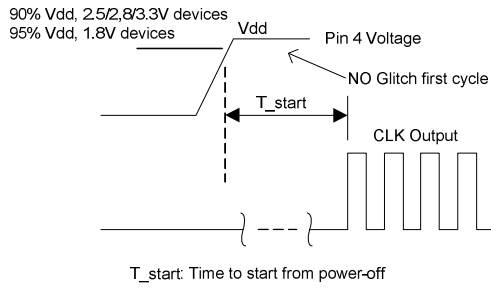 90% Vdd, 2.5/2,8/3.3V devices
95% Vdd, 1.8V devices
Vdd
Pin 4 Voltage
NO Glitch first cycle
T_start
CLK Output
T_start: Time to start from power-off